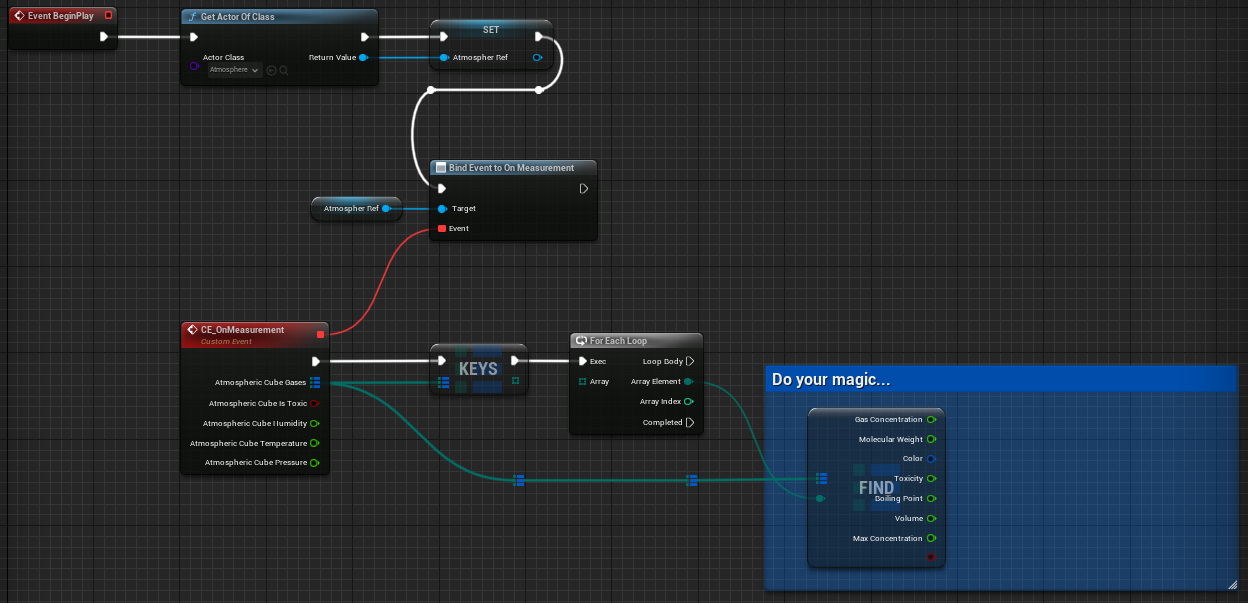 Event BeginPlay
Get Actor Of Class
Actor Class
Atmosphere
Return Value
SET
Atmospher Ref
Bind Event to On Measurement
Atmospher Ref
Target
Event
CE_OnMeasurement
Custom Event
Atmospheric Cube Gases
Atmospheric Cube Is Toxic
Atmospheric Cube Humidity
Atmospheric Cube Temperature
Atmospheric Cube Pressure
KEYS
For Each Loop
Exec
Loop Body
Array
Array Element
Array Index
Completed
Do your magic...
Gas Concentration
Molecular Weight
Color
Toxicity
FIND
Boiling Point
Volume
Max Concentration